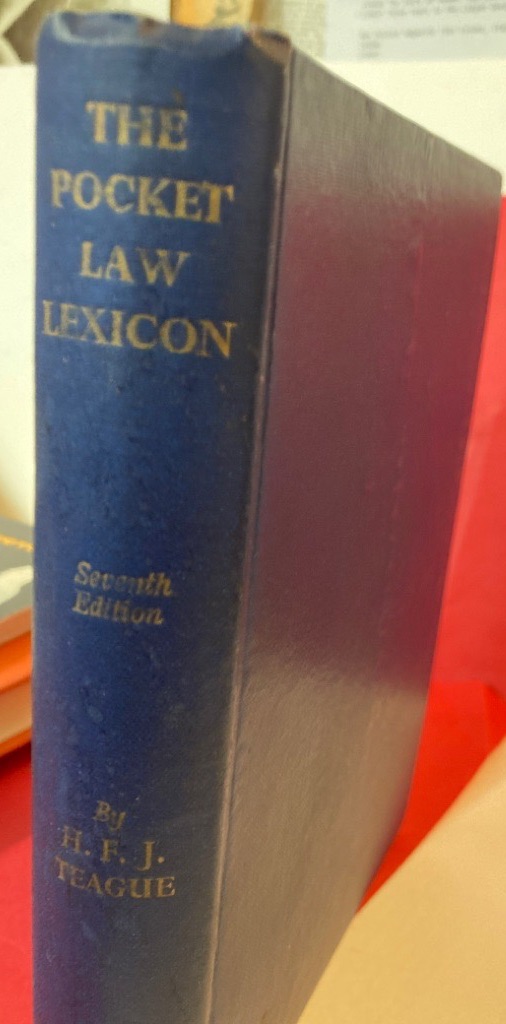 THE
POCKET
LAW
LEXICON
Seventh
Edition
By
H. F. J.
TEAGUE